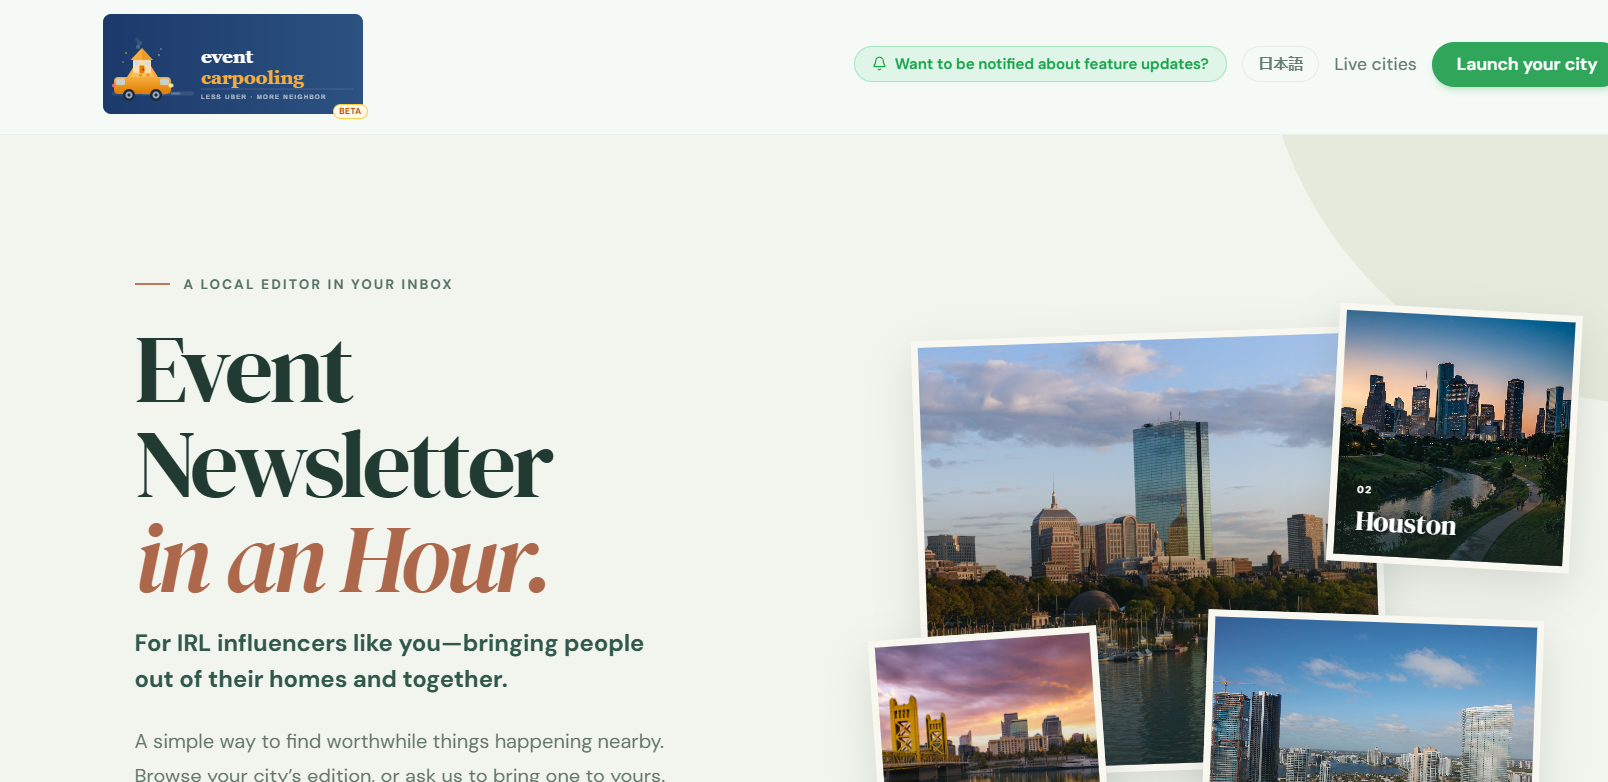 event
carpooling
LESS UBER · MORE NEIGHBOR
BETA
Want to be notified about feature updates?
日本語
Live cities
Launch your city
A LOCAL EDITOR IN YOUR INBOX
Event
Newsletter
in an Hour.
For IRL influencers like you—bringing people
out of their homes and together.
A simple way to find worthwhile things happening nearby.
Browse your city’s edition, or ask us to bring one to yours.
02
Houston